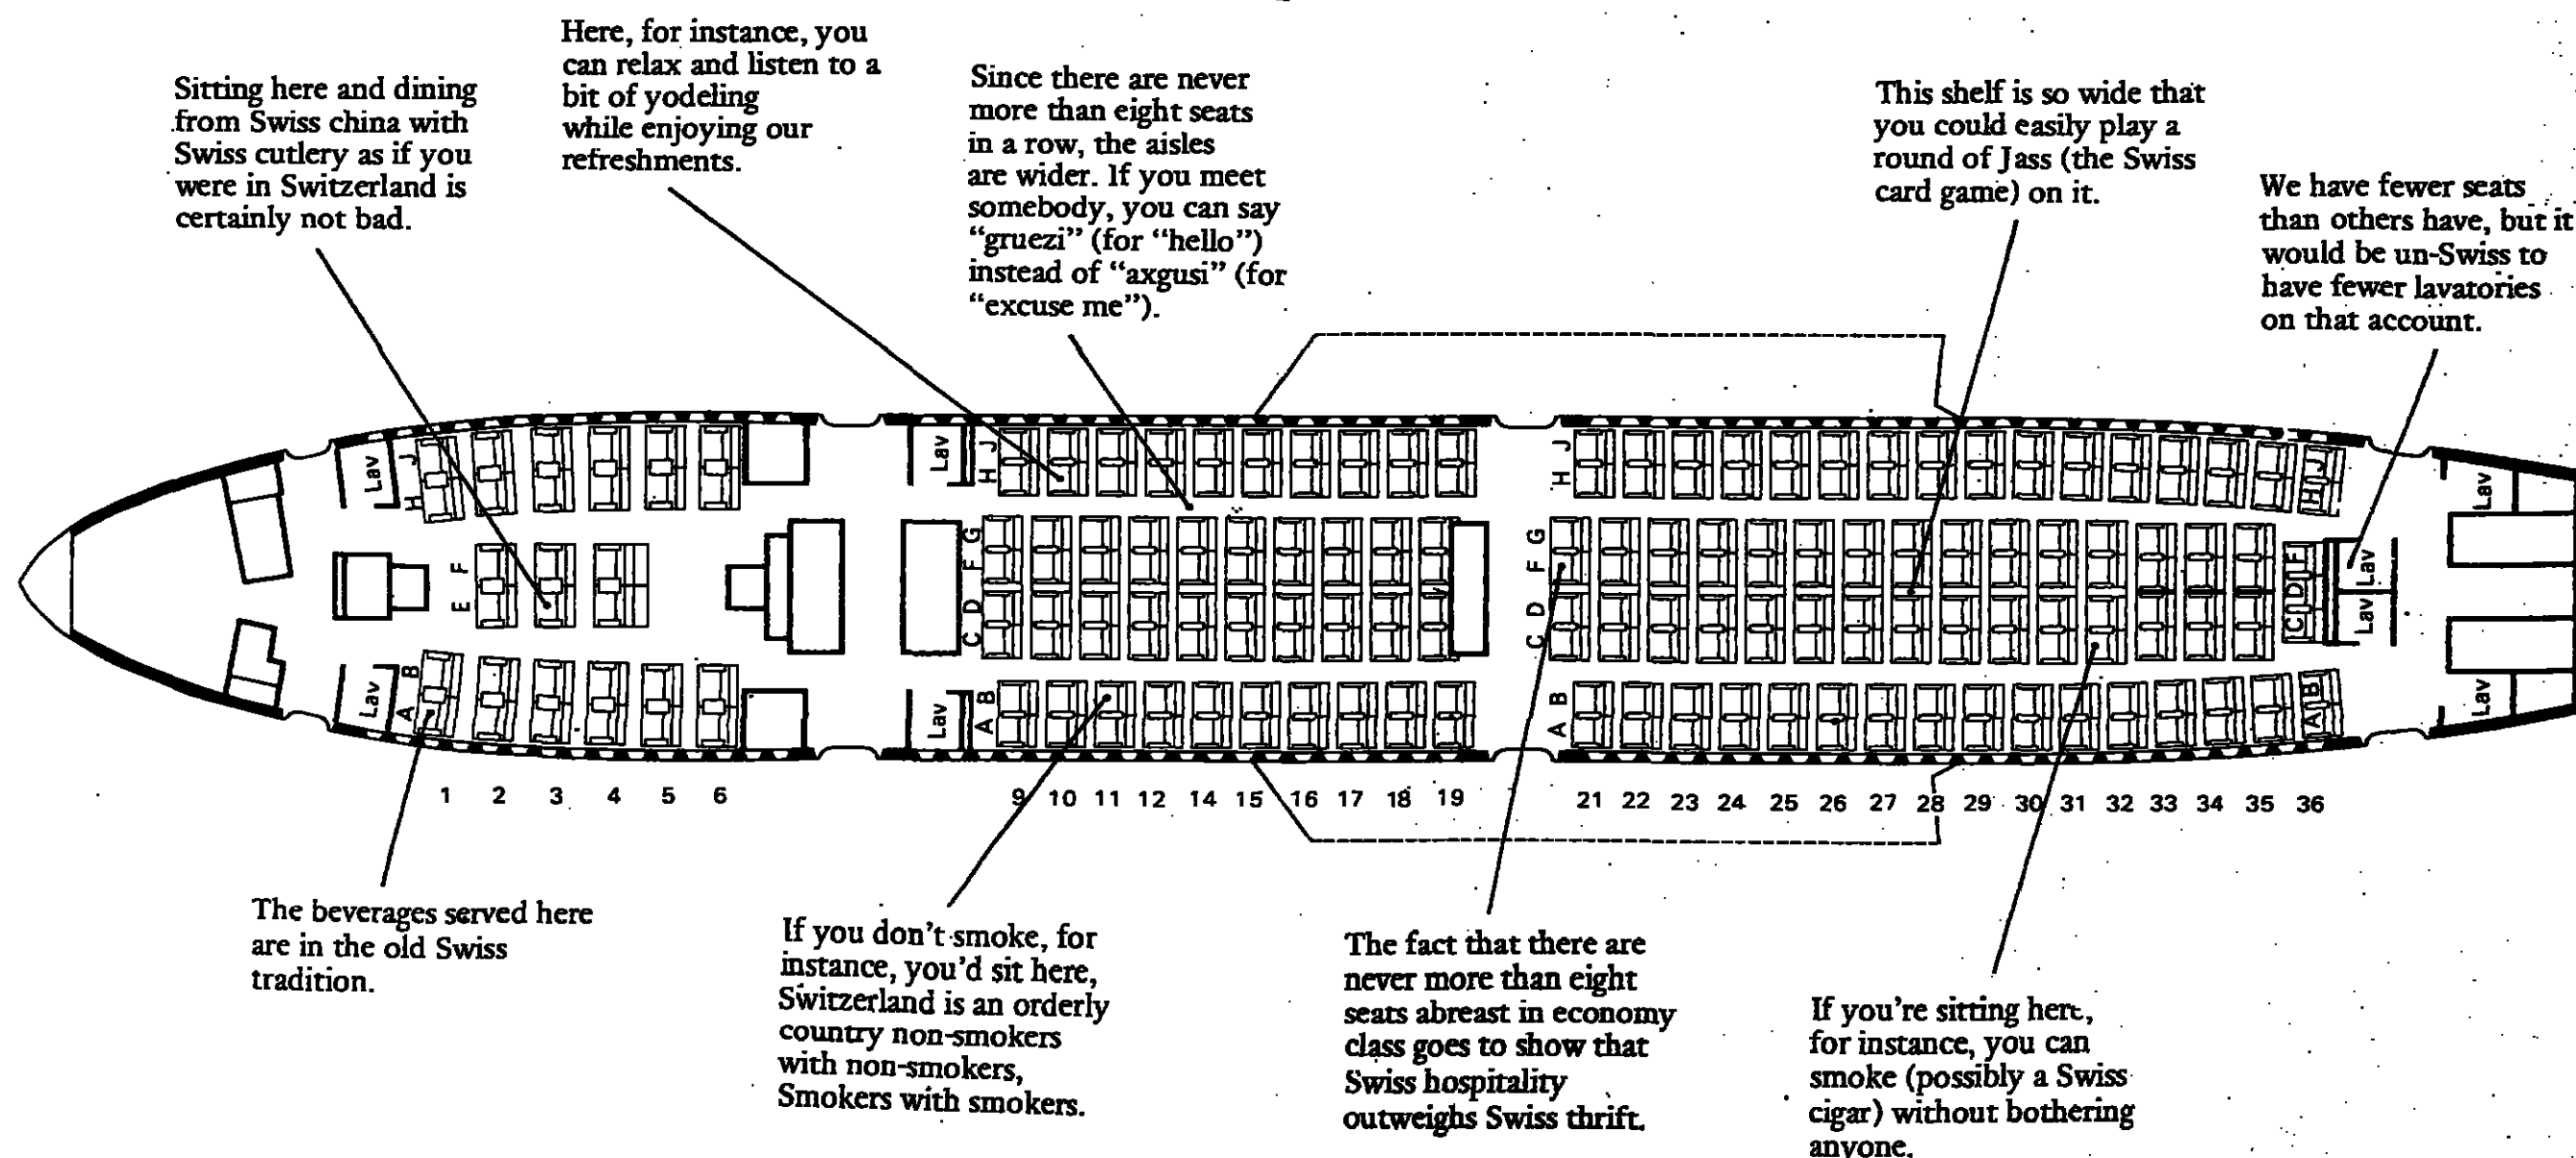 Sitting here and dining
from Swiss china with
Swiss cutlery as if you
were in Switzerland is
certainly not bad.
Here, for instance, you
can relax and listen to a
bit of yodeling
while enjoying our
refreshments.
Since there are never
more than eight seats
in a row, the aisles
are wider. If you meet
somebody, you can say
“gruezi” (for “hello”)
instead of “axgusi” (for
“excuse me”).
This shelf is so wide that
you could easily play a
round of Jass (the Swiss
card game) on it.
We have fewer seats
than others have, but it
would be un-Swiss to
have fewer lavatories
on that account.
Lav
H J
Lav
H J
H J
H J
Lav
E F
C D F G
C D F G
C D F
Lav
Lav
Lav
A B
Lav
A B
A B
A B
Lav
1 2 3 4 5 6 9 10 11 12 14 15 16 17 18 19 21 22 23 24 25 26 27 28 29 30 31 32 33 34 35 36
The beverages served here
are in the old Swiss
tradition.
If you don’t smoke, for
instance, you’d sit here,
Switzerland is an orderly
country non-smokers
with non-smokers,
Smokers with smokers.
The fact that there are
never more than eight
seats abreast in economy
class goes to show that
Swiss hospitality
outweighs Swiss thrift.
If you’re sitting here,
for instance, you can
smoke (possibly a Swiss
cigar) without bothering
anyone.